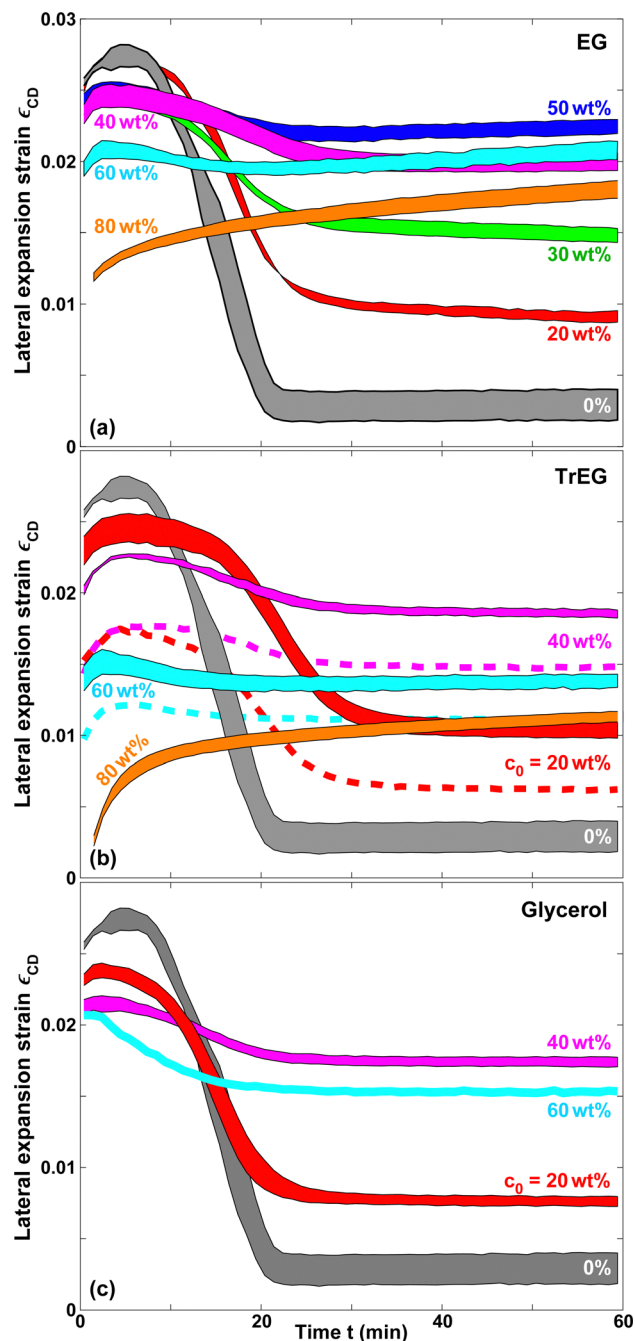 0.03
EG
50 wt%
40 wt%
0.02
60 wt%
80 wt%
30 wt%
0.01
20 wt%
0%
(a)
0
Lateral expansion strain ϵCD
TrEG
0.02
40 wt%
60 wt%
0.01
80 wt%
c0 = 20 wt%
0%
(b)
0
Lateral expansion strain ϵCD
Glycerol
0.02
40 wt%
60 wt%
0.01
c0 = 20 wt%
0%
(c)
0
Lateral expansion strain ϵCD
0 20 40 60
Time t (min)